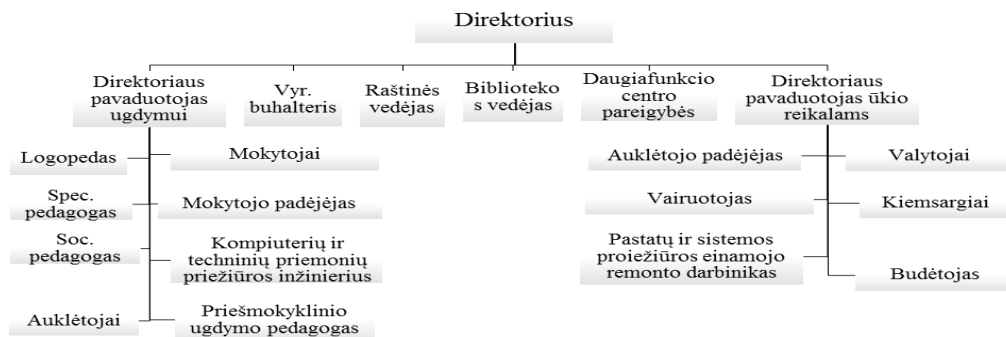 Direktorius
Direktoriaus
pavaduotojas
ugdymui
Vyr.
buhalteris
Raštinės
vedėjas
Biblioteko
s vedėjas
Daugiafunkcio
centro
pareigybės
Direktoriaus
pavaduotojas ūkio
reikalams
Logopedas
Mokytojai
Spec.
pedagogas
Mokytojo padėjėjas
Soc.
pedagogas
Kompiuterių ir
techninių priemonių
priežiūros inžinierius
Auklėtojai
Priešmokyklinio
ugdymo pedagogas
Auklėtojo padėjėjas
Valytojai
Vairuotojas
Kiemsargiai
Pastatų ir sistemos
proiežiūros einamojo
remonto darbinikas
Budėtojas